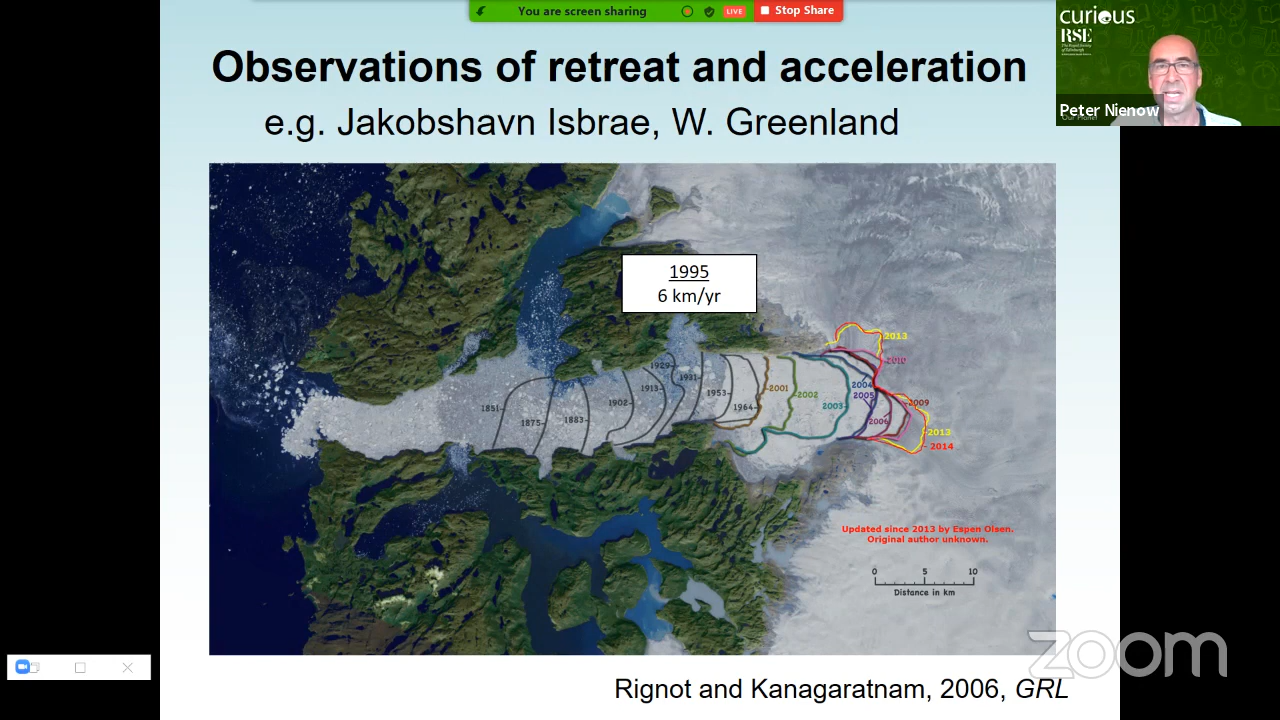 You are screen sharing
LIVE
Stop Share
curious
RSE
Peter Nienow
Observations of retreat and acceleration
e.g. Jakobshavn Isbrae, W. Greenland
1995
6 km/yr
2013
2010
1929
1931
1913
1953
1902
1964
1851
1875
1883
2001
2002
2003
2004
2005
2006
2009
2013
2014
Updated since 2013 by Espen Olsen.
Original author unknown.
0 5 10
Distance in km
zoom
Rignot and Kanagaratnam, 2006, GRL